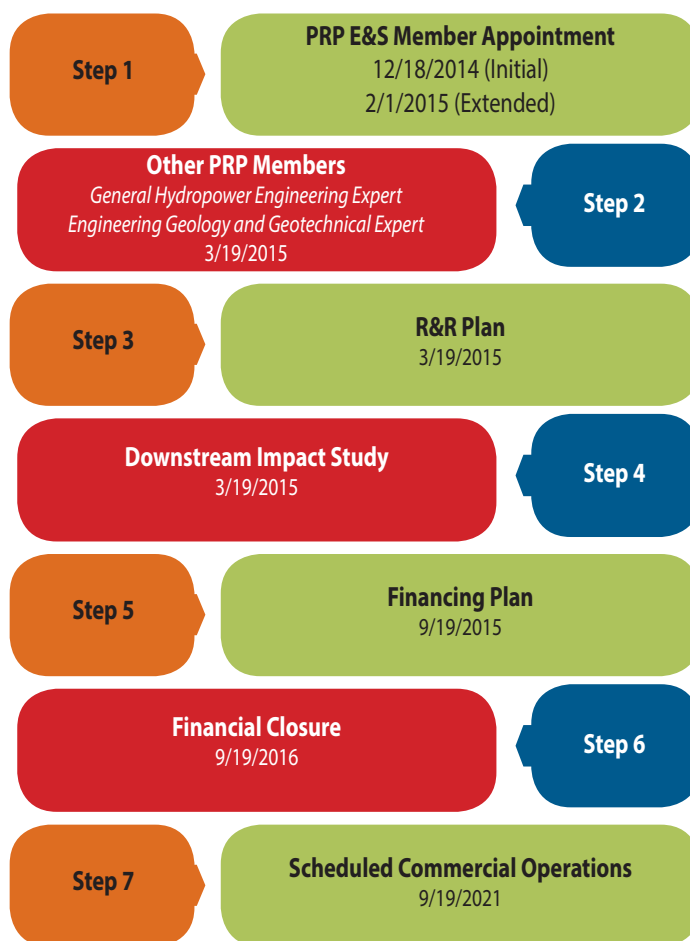 Step 1
PRP E&S Member Appointment
12/18/2014 (Initial)
2/1/2015 (Extended)
Other PRP Members
General Hydropower Engineering Expert
Engineering Geology and Geotechnical Expert
3/19/2015
Step 2
Step 3
R&R Plan
3/19/2015
Downstream Impact Study
3/19/2015
Step 4
Step 5
Financing Plan
9/19/2015
Financial Closure
9/19/2016
Step 6
Step 7
Scheduled Commercial Operations
9/19/2021